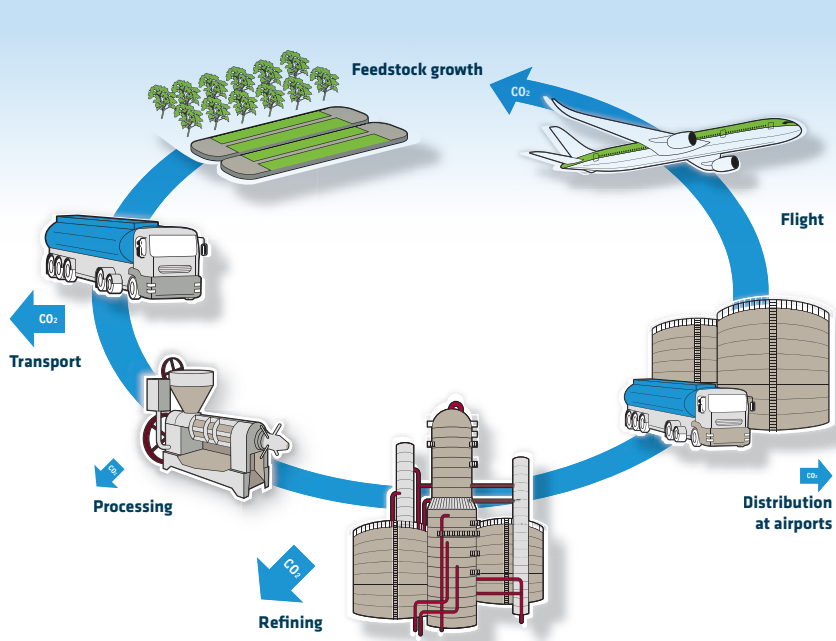 Feedstock growth
CO₂
Flight
CO₂
Transport
CO₂
Processing
CO₂
Refining
CO₂
Distribution
at airports